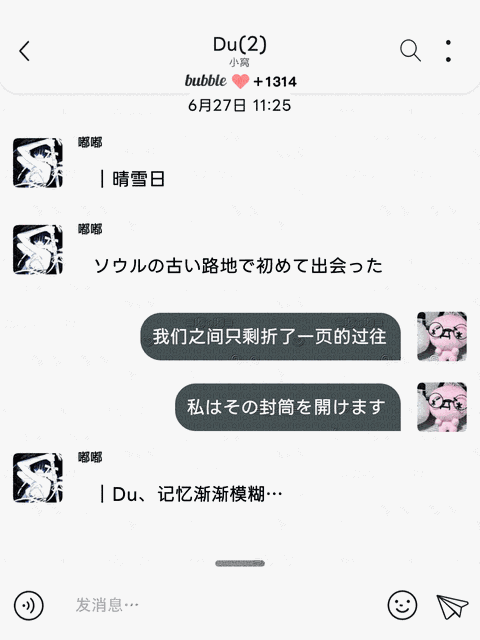 Du(2)
小窝
bubble +1314
6月27日 11:25
嘟嘟
| 晴雪日
嘟嘟
ソウルの古い路地で初めて出会った
我们之间只剩折了一页的过往
私はその封筒を開けます
嘟嘟
| Du、记忆渐渐模糊…
发消息…